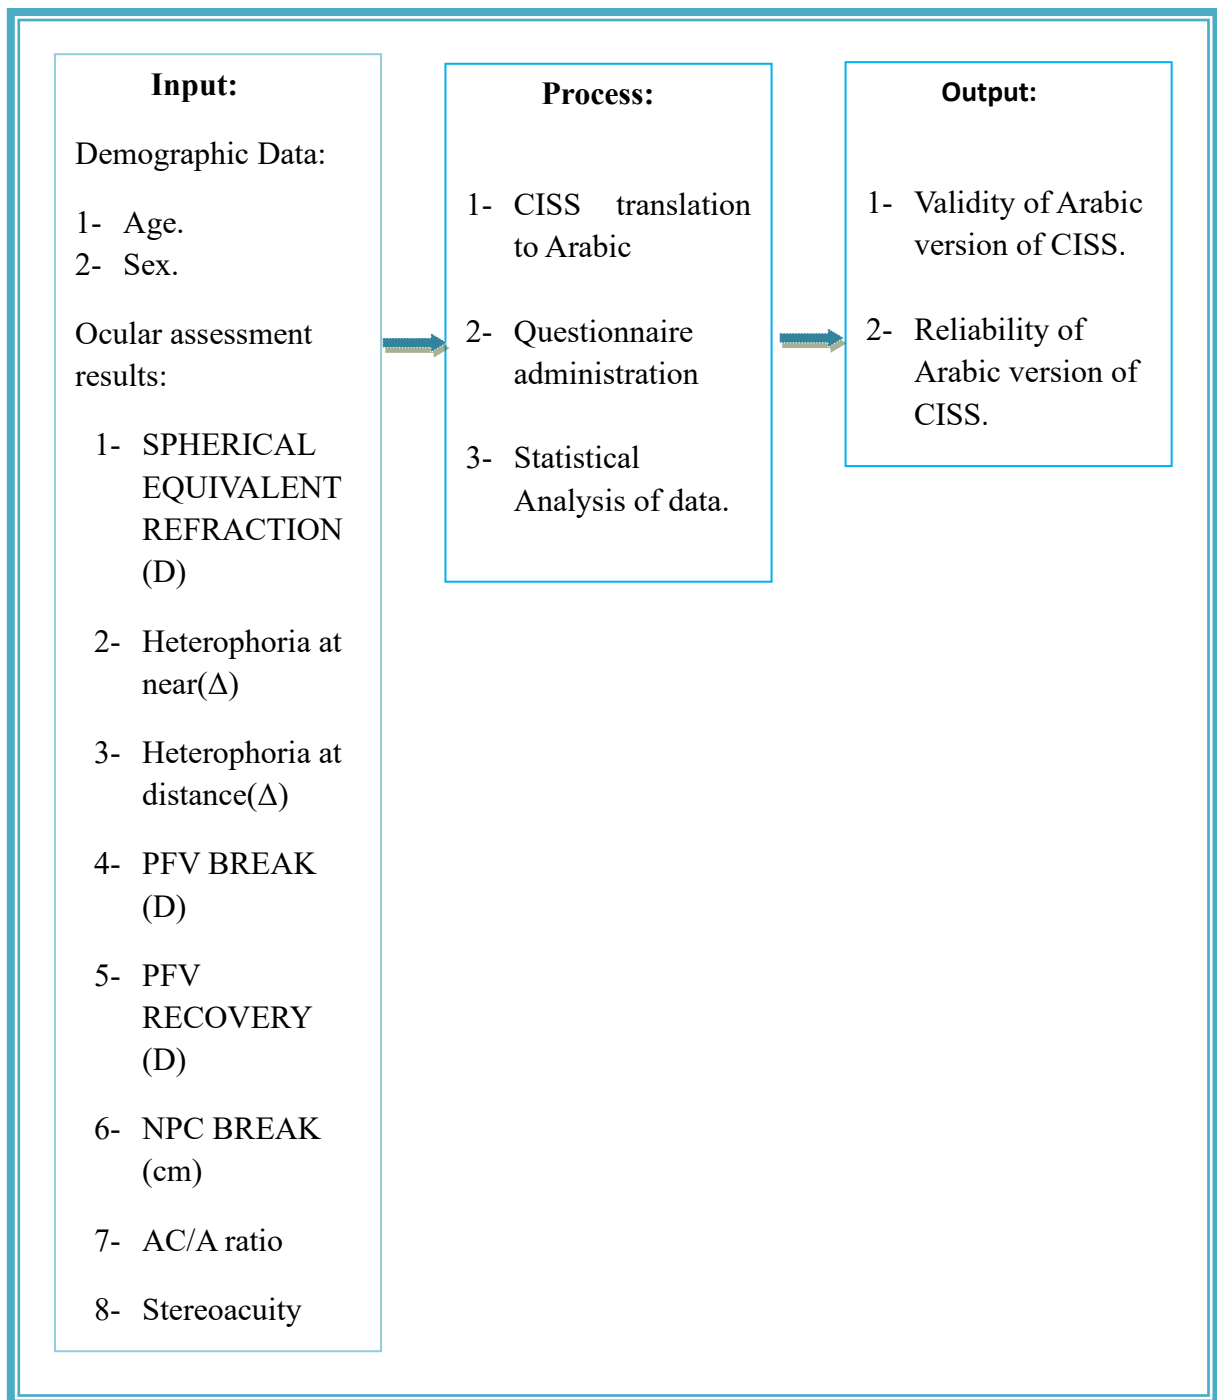 Input:
Demographic Data:
1- Age.
2- Sex.
Ocular assessment
results:
1- SPHERICAL
EQUIVALENT
REFRACTION
(D)
2- Heterophoria at
near(Δ)
3- Heterophoria at
distance(Δ)
4- PFV BREAK
(D)
5- PFV
RECOVERY
(D)
6- NPC BREAK
(cm)
7- AC/A ratio
8- Stereoacuity
Process:
1- CISS translation
to Arabic
2- Questionnaire
administration
3- Statistical
Analysis of data.
Output:
1- Validity of Arabic
version of CISS.
2- Reliability of
Arabic version of
CISS.